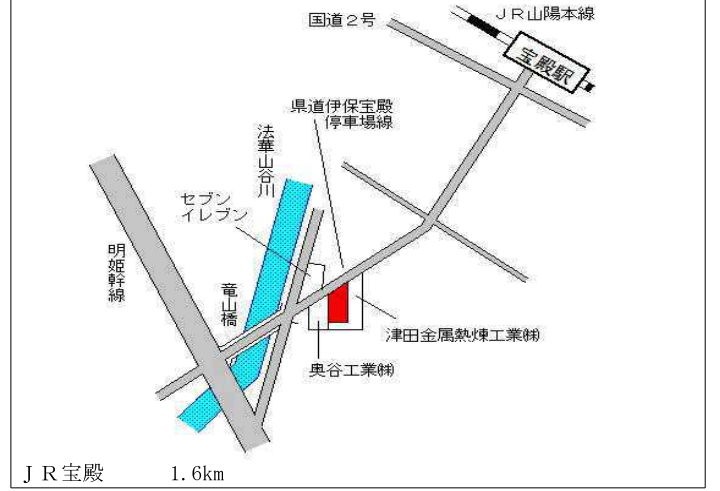 ＪＲ山陽本線
国道２号
宝殿駅
県道伊保宝殿
停車場線
法華山谷川
セブン
イレブン
明姫幹線
竜山橋
津田金属熱煉工業㈱
奥谷工業㈱
ＪＲ宝殿　　　1.6km